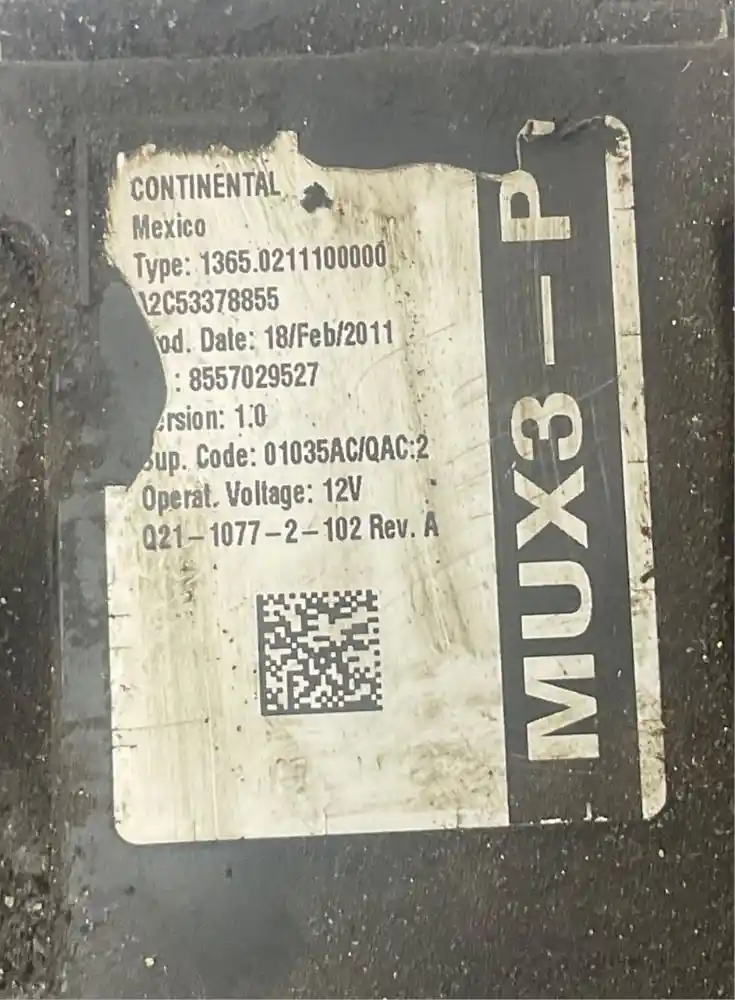 CONTINENTAL
Mexico
Type: 1365.0211100000
2C53378855
od. Date: 18/Feb/2011
: 8557029527
ersion: 1.0
up. Code: 01035AC/QAC:2
Operat. Voltage: 12V
Q21-1077-2-102 Rev. A
MUX3-P